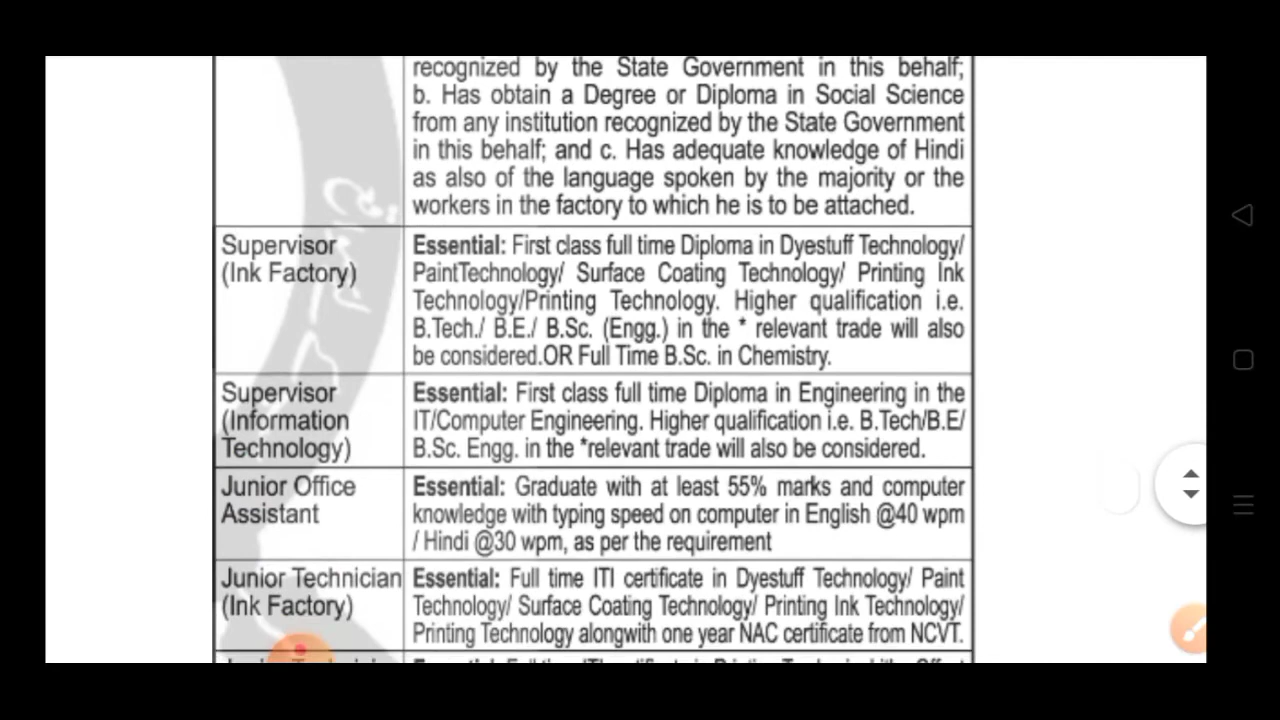 recognized by the State Government in this behalf;
b. Has obtain a Degree or Diploma in Social Science
from any institution recognized by the State Government
in this behalf; and c. Has adequate knowledge of Hindi
as also of the language spoken by the majority or the
workers in the factory to which he is to be attached.
Supervisor
(Ink Factory)
Essential: First class full time Diploma in Dyestuff Technology/
PaintTechnology/ Surface Coating Technology/ Printing Ink
Technology/Printing Technology. Higher qualification i.e.
B.Tech./ B.E./ B.Sc. (Engg.) in the * relevant trade will also
be considered.OR Full Time B.Sc. in Chemistry.
Supervisor
(Information
Technology)
Essential: First class full time Diploma in Engineering in the
IT/Computer Engineering. Higher qualification i.e. B.Tech/B.E/
B.Sc. Engg. in the *relevant trade will also be considered.
Junior Office
Assistant
Essential: Graduate with at least 55% marks and computer
knowledge with typing speed on computer in English @40 wpm
/ Hindi @30 wpm, as per the requirement
Junior Technician
(Ink Factory)
Essential: Full time ITI certificate in Dyestuff Technology/ Paint
Technology/ Surface Coating Technology/ Printing Ink Technology/
Printing Technology alongwith one year NAC certificate from NCVT.